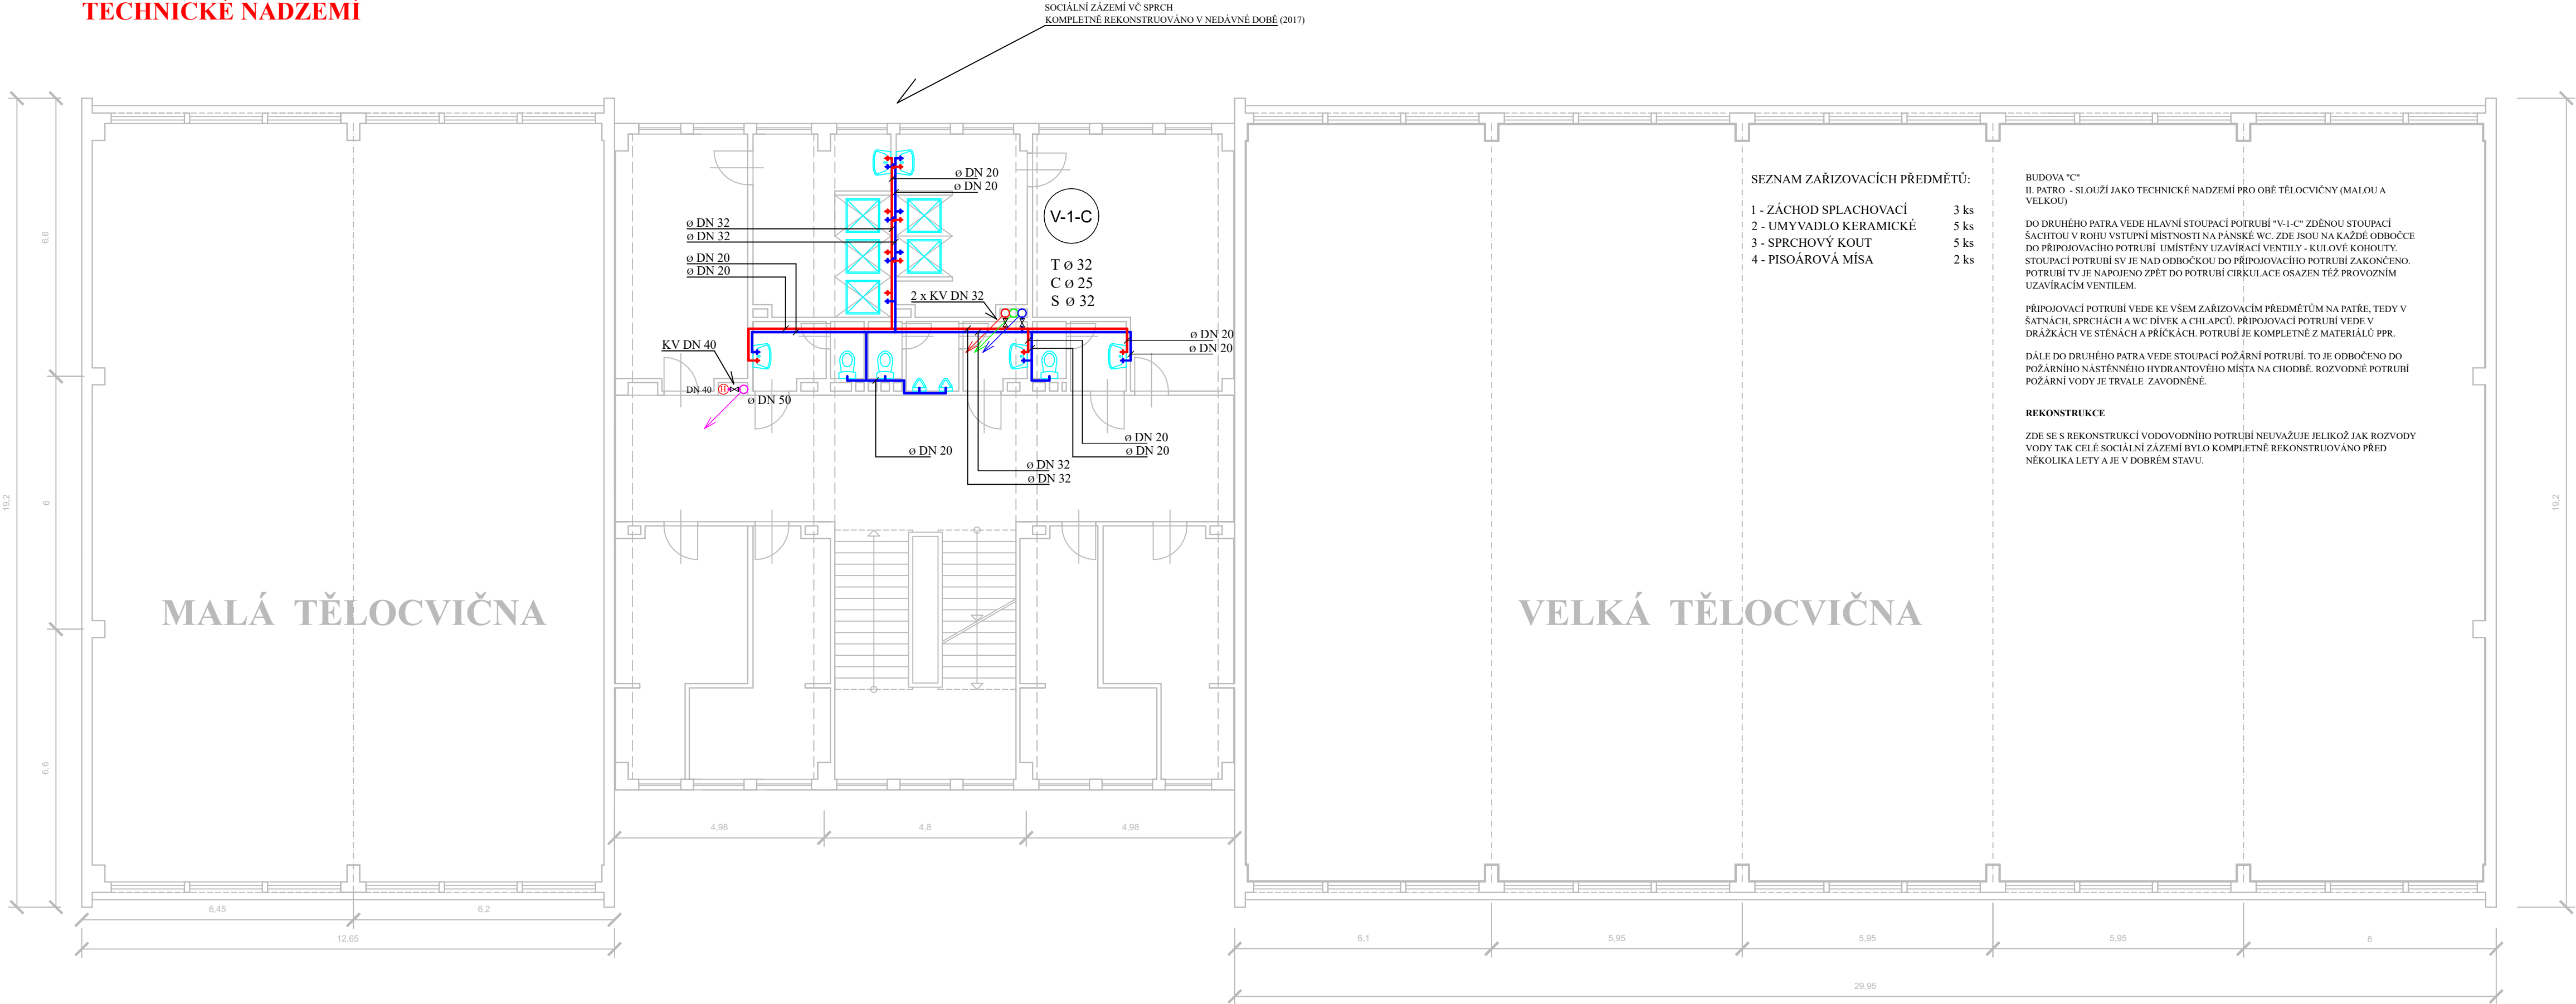 TECHNICKÉ NADZEMÍ
SOCIÁLNÍ ZÁZEMÍ VČ SPRCH
KOMPLETNĚ REKONSTRUOVÁNO V NEDÁVNÉ DOBĚ (2017)
ø DN 20
ø DN 20
V-1-C
ø DN 32
ø DN 32
ø DN 20
ø DN 20
T ø 32
C ø 25
S ø 32
2 x KV DN 32
KV DN 40
DN 40
H
ø DN 50
ø DN 20
ø DN 20
ø DN 20
ø DN 20
ø DN 20
ø DN 32
ø DN 32
SEZNAM ZAŘIZOVACÍCH PŘEDMĚTŮ:
1 - ZÁCHOD SPLACHOVACÍ 3 ks
2 - UMYVADLO KERAMICKÉ 5 ks
3 - SPRCHOVÝ KOUT 5 ks
4 - PISOÁROVÁ MÍSA 2 ks
BUDOVA "C"
II. PATRO - SLOUŽÍ JAKO TECHNICKÉ NADZEMÍ PRO OBĚ TĚLOCVIČNY (MALOU A
VELKOU)
DO DRUHÉHO PATRA VEDE HLAVNÍ STOUPACÍ POTRUBÍ "V-1-C" ZDĚNOU STOUPACÍ
ŠACHTOU V ROHU VSTUPNÍ MÍSTNOSTI NA PÁNSKÉ WC. ZDE JSOU NA KAŽDÉ ODBOČCE
DO PŘIPOJOVACÍHO POTRUBÍ UMÍSTĚNY UZAVÍRACÍ VENTILY - KULOVÉ KOHOUTY.
STOUPACÍ POTRUBÍ SV JE NAD ODBOČKOU DO PŘIPOJOVACÍHO POTRUBÍ ZAKONČENO.
POTRUBÍ TV JE NAPOJENO ZPĚT DO POTRUBÍ CIRKULACE OSAZEN TÉŽ PROVOZNÍM
UZAVÍRACÍM VENTILEM.
PŘIPOJOVACÍ POTRUBÍ VEDE KE VŠEM ZAŘIZOVACÍM PŘEDMĚTŮM NA PATŘE, TEDY V
ŠATNÁCH, SPRCHÁCH A WC DÍVEK A CHLAPCŮ. PŘIPOJOVACÍ POTRUBÍ VEDE V
DRÁŽKÁCH VE STĚNÁCH A PŘÍČKÁCH. POTRUBÍ JE KOMPLETNĚ Z MATERIÁLŮ PPR.
DÁLE DO DRUHÉHO PATRA VEDE STOUPACÍ POŽÁRNÍ POTRUBÍ. TO JE ODBOČENO DO
POŽÁRNÍHO NÁSTĚNNÉHO HYDRANTOVÉHO MÍSTA NA CHODBĚ. ROZVODNÉ POTRUBÍ
POŽÁRNÍ VODY JE TRVALE ZAVODNĚNÉ.
REKONSTRUKCE
ZDE SE S REKONSTRUKCÍ VODOVODNÍHO POTRUBÍ NEUVAŽUJE JELIKOŽ JAK ROZVODY
VODY TAK CELÉ SOCIÁLNÍ ZÁZEMÍ BYLO KOMPLETNĚ REKONSTRUOVÁNO PŘED
NĚKOLIKA LETY A JE V DOBRÉM STAVU.
MALÁ TĚLOCVIČNA
VELKÁ TĚLOCVIČNA
6,6
6
6,6
19,2
19,2
4,98
4,8
4,98
6,45
6,2
12,65
6,1
5,95
5,95
5,95
6
29,95